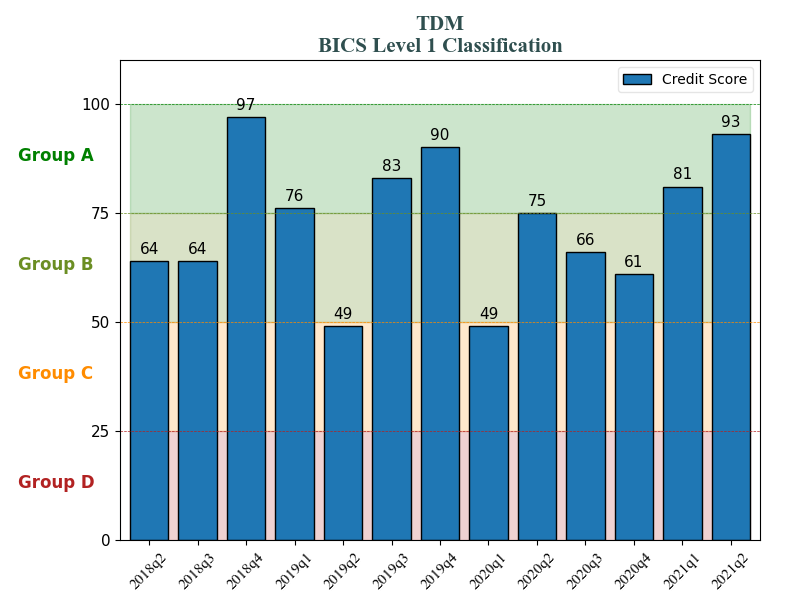 TDM
BICS Level 1 Classification
Credit Score
100
75
50
25
0
Group A
Group B
Group C
Group D
64
64
97
76
49
83
90
49
75
66
61
81
93
2018q2
2018q3
2018q4
2019q1
2019q2
2019q3
2019q4
2020q1
2020q2
2020q3
2020q4
2021q1
2021q2